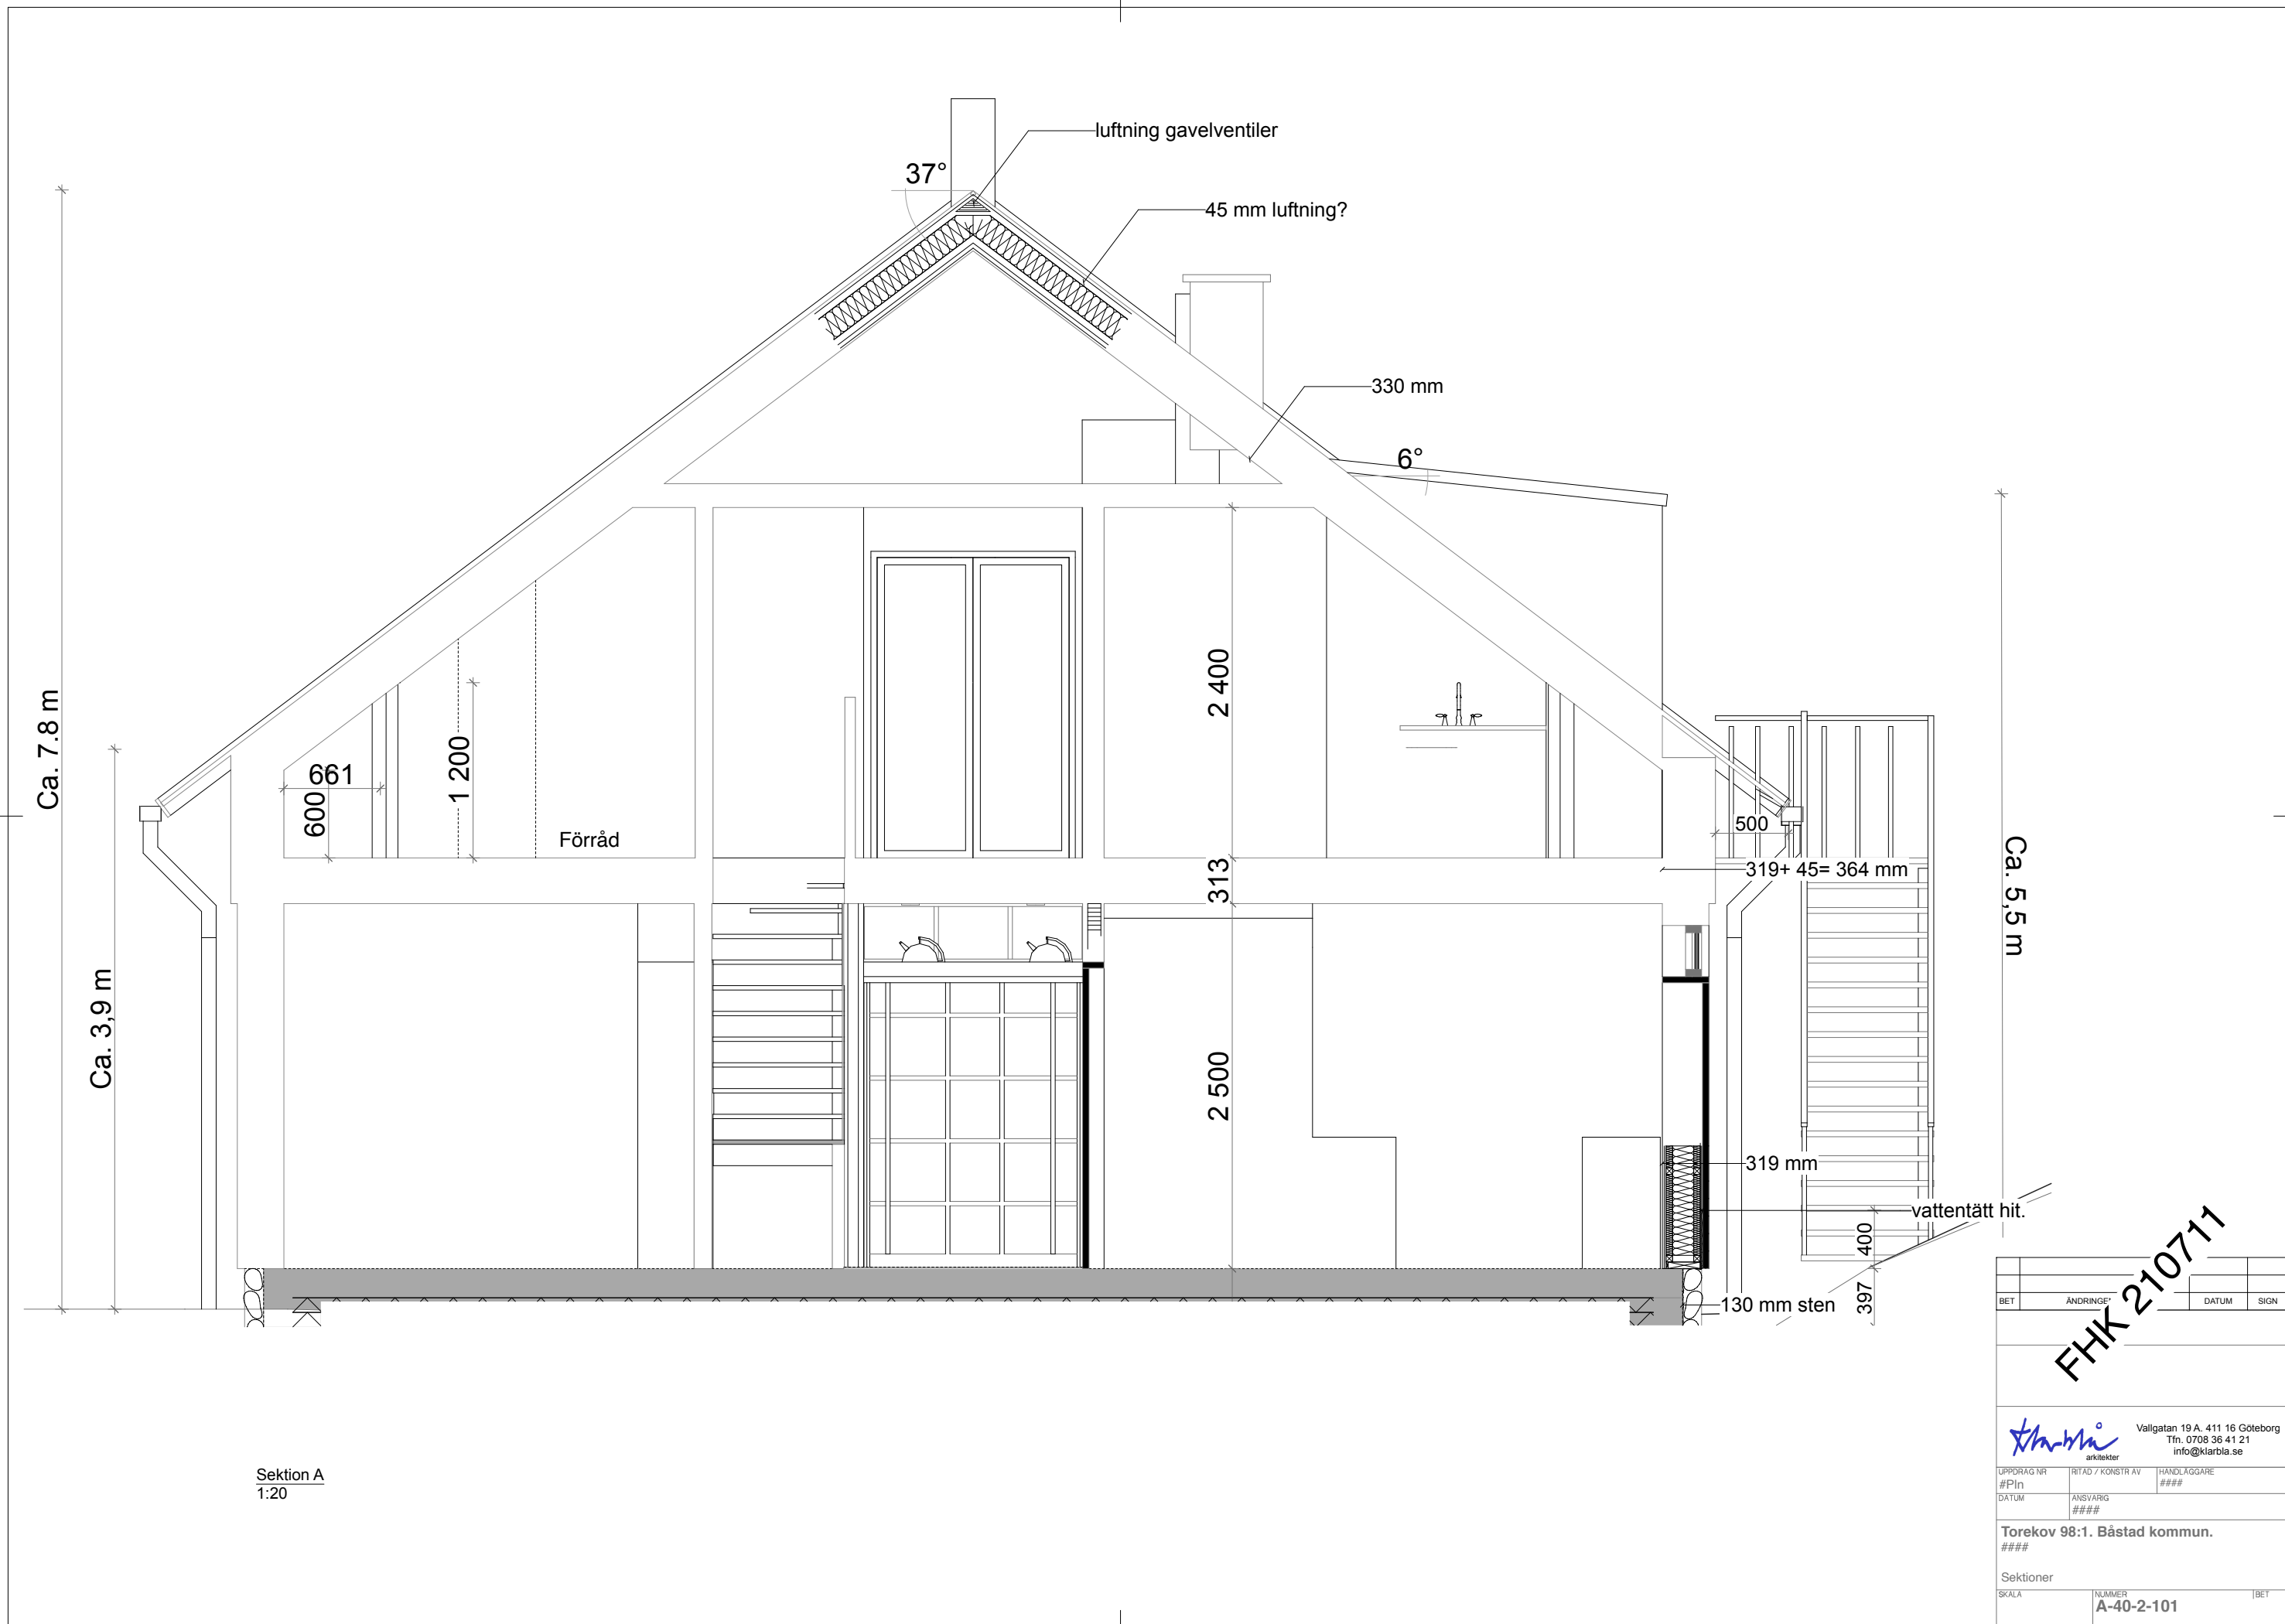 luftning gavelventiler
37°
45 mm luftning?
330 mm
6°
Ca. 7.8 m
Ca. 3,9 m
661
600
1 200
Förråd
2 400
313
2 500
500
319+ 45= 364 mm
Ca. 5,5 m
319 mm
vattentätt hit.
400
397
130 mm sten
FHK 210711
BET
DATUM
SIGN
klarblå
arkitekter
Vallgatan 19 A. 411 16 Göteborg
Tfn. 0708 36 41 21
info@klarbla.se
UPPDRAG NR
RITAD / KONSTR AV
HANDLÄGGARE
#Pln
####
DATUM
ANSVARIG
####
Torekov 98:1. Båstad kommun.
####
Sektioner
SKALA
NUMMER
BET
A-40-2-101
Sektion A
1:20